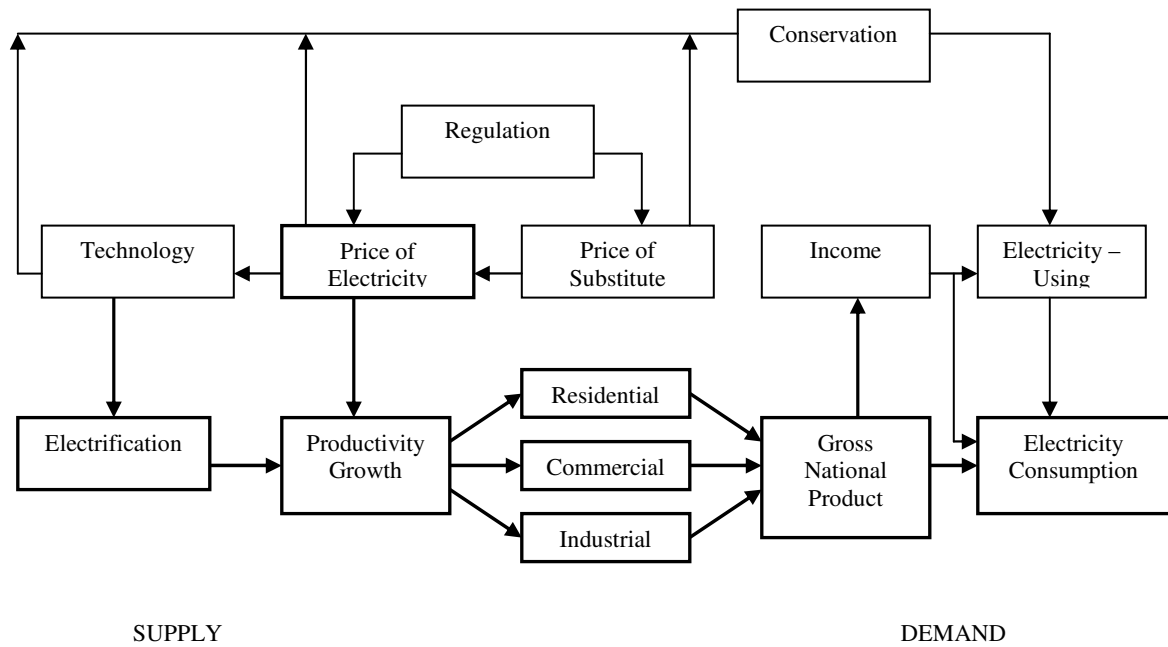 Conservation
Regulation
Technology
Price of
Electricity
Price of
Substitute
Income
Electricity –
Using
Electrification
Productivity
Growth
Residential
Commercial
Industrial
Gross
National
Product
Electricity
Consumption
SUPPLY
DEMAND